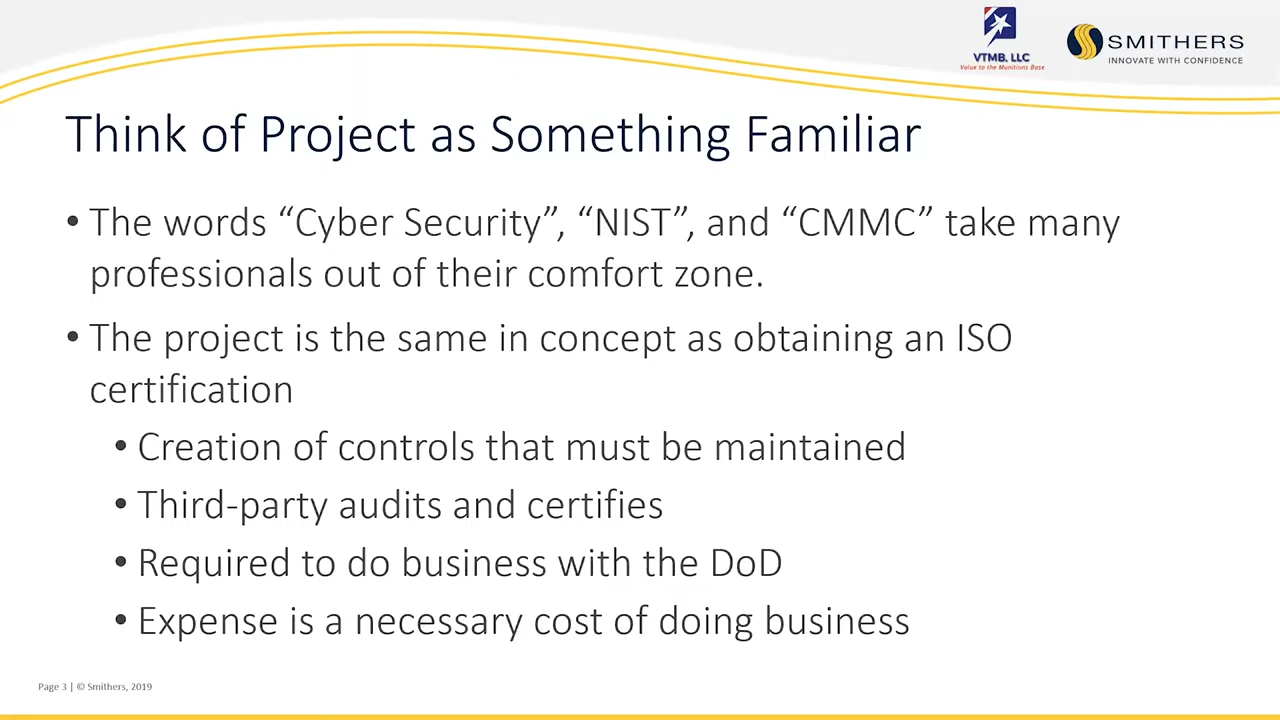 VTMB, LLC
Value to the Munitions Base
SMITHERS
INNOVATE WITH CONFIDENCE
Think of Project as Something Familiar
• The words “Cyber Security”, “NIST”, and “CMMC” take many
professionals out of their comfort zone.
• The project is the same in concept as obtaining an ISO
certification
• Creation of controls that must be maintained
• Third-party audits and certifies
• Required to do business with the DoD
• Expense is a necessary cost of doing business
Page 3 | © Smithers, 2019